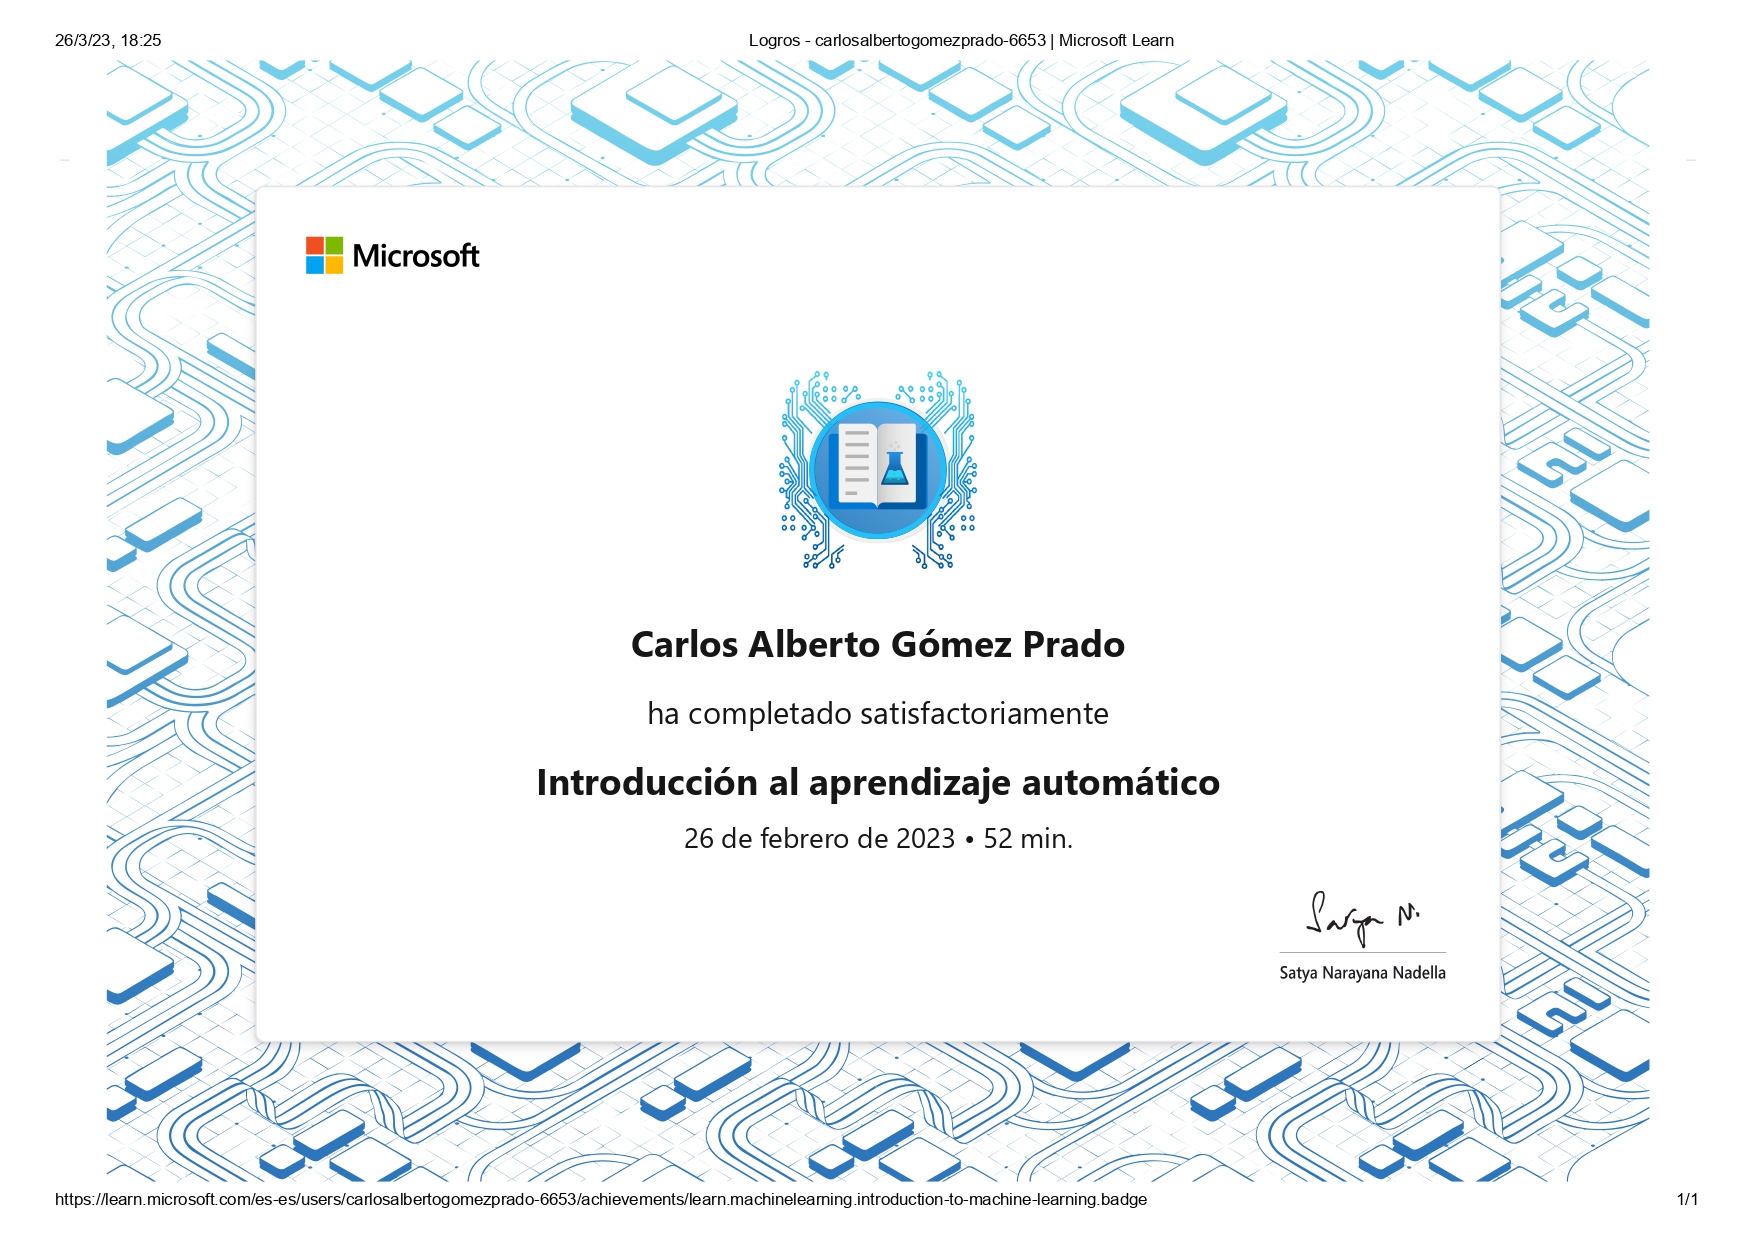 26/3/23, 18:25
Logros - carlosalbertogomezprado-6653 | Microsoft Learn
Microsoft
Carlos Alberto Gómez Prado
ha completado satisfactoriamente
Introducción al aprendizaje automático
26 de febrero de 2023 • 52 min.
Satya N.
Satya Narayana Nadella
https://learn.microsoft.com/es-es/users/carlosalbertogomezprado-6653/achievements/learn.machinelearning.introduction-to-machine-learning.badge
1/1